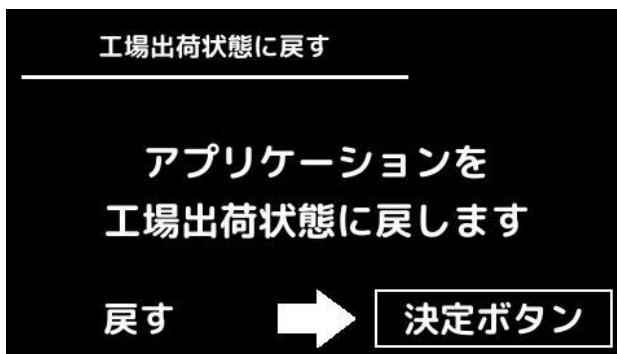 工場出荷状態に戻す
アプリケーションを
工場出荷状態に戻します
戻す
決定ボタン